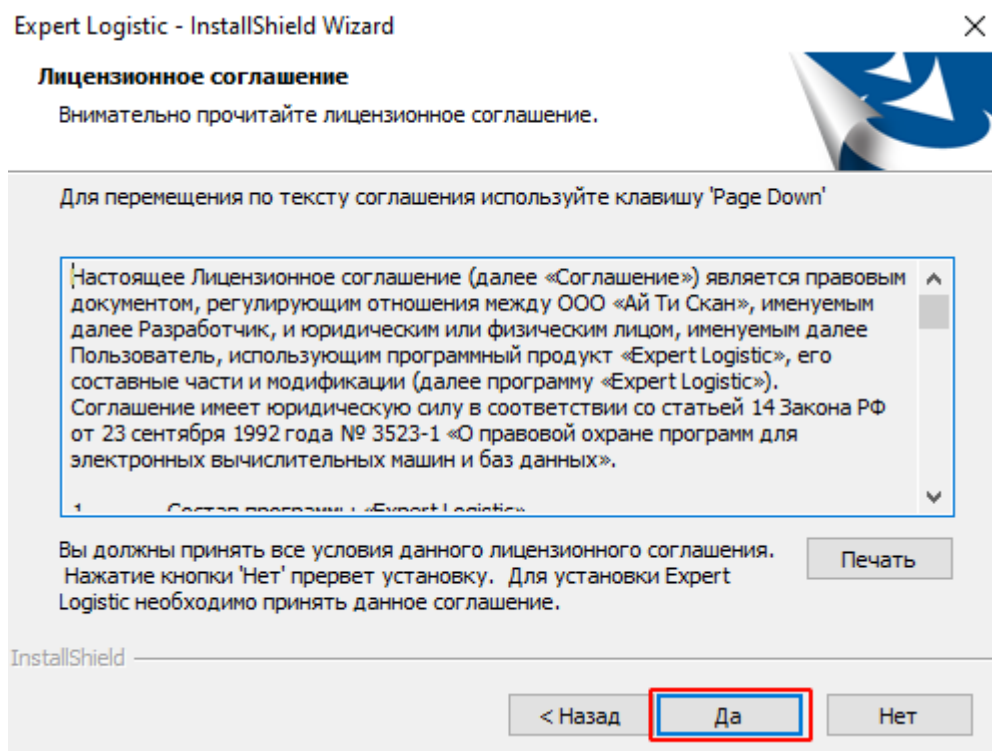 Expert Logistic - InstallShield Wizard
Лицензионное соглашение
Внимательно прочитайте лицензионное соглашение.
Для перемещения по тексту соглашения используйте клавишу 'Page Down'
Настоящее Лицензионное соглашение (далее «Соглашение») является правовым
документом, регулирующим отношения между ООО «Ай Ти Скан», именуемым
далее Разработчик, и юридическим или физическим лицом, именуемым далее
Пользователь, использующим программный продукт «Expert Logistic», его
составные части и модификации (далее программу «Expert Logistic»).
Соглашение имеет юридическую силу в соответствии со статьей 14 Закона РФ
от 23 сентября 1992 года № 3523-1 «О правовой охране программ для
электронных вычислительных машин и баз данных».
1 Состав программы «Expert Logistic»
Вы должны принять все условия данного лицензионного соглашения.
Нажатие кнопки 'Нет' прервет установку. Для установки Expert
Logistic необходимо принять данное соглашение.
Печать
InstallShield
< Назад
Да
Нет